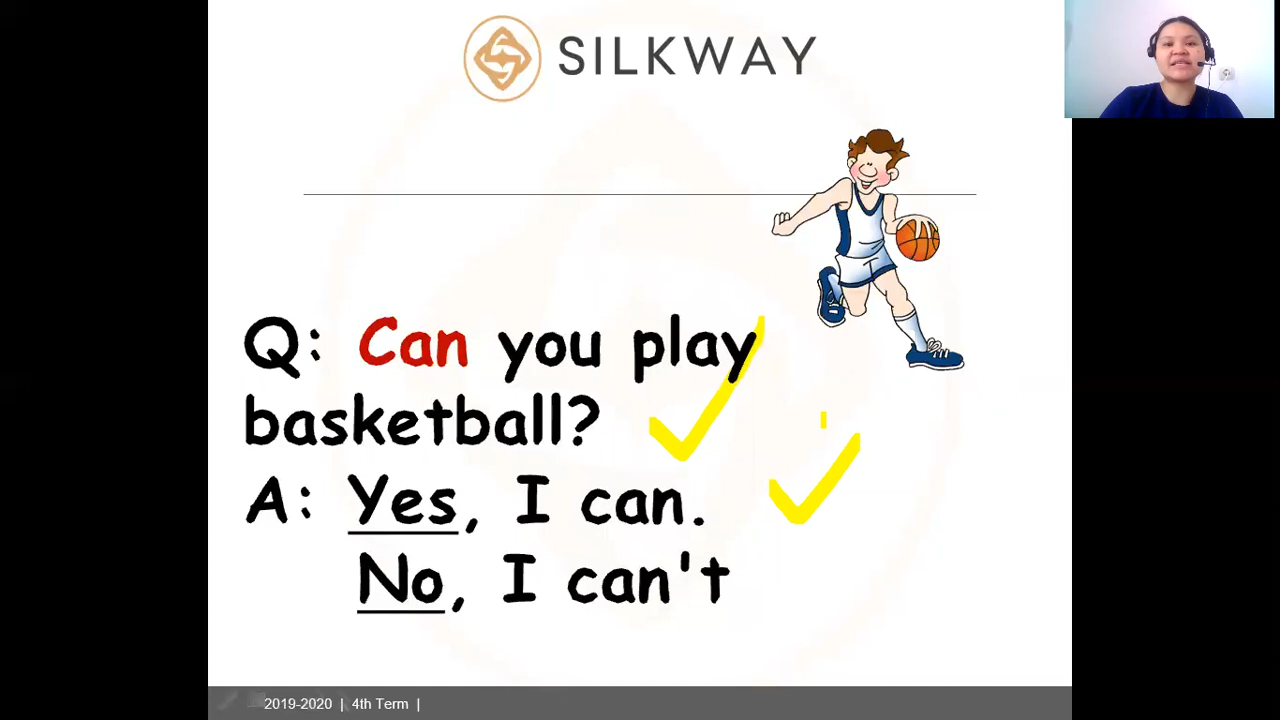 SILKWAY
Q: Can you play
basketball?
A: Yes, I can.
No, I can't
2019-2020 | 4th Term |